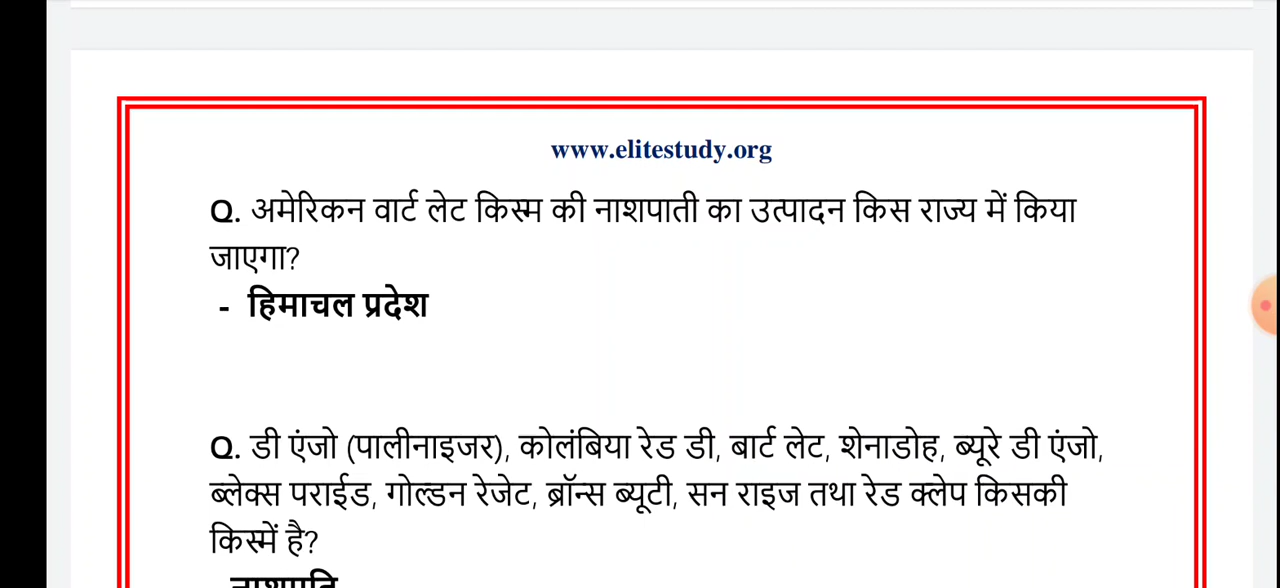 www.elitestudy.org
Q. अमेरिकन वार्ट लेट किस्म की नाशपाती का उत्पादन किस राज्य में किया
जाएगा?
- हिमाचल प्रदेश
Q. डी एंजो (पालीनाइजर), कोलंबिया रेड डी, बार्ट लेट, शेनाडोह, ब्यूरे डी एंजो,
ब्लेक्स पराईड, गोल्डन रेजेट, ब्रॉन्स ब्यूटी, सन राइज तथा रेड क्लेप किसकी
किस्में है?
- नाशपति